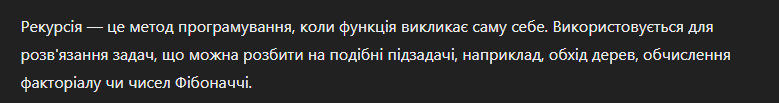 Рекурсія — це метод програмування, коли функція викликає саму себе. Використовується для
розв'язання задач, що можна розбити на подібні підзадачі, наприклад, обхід дерев, обчислення
факторіалу чи чисел Фібоначчі.